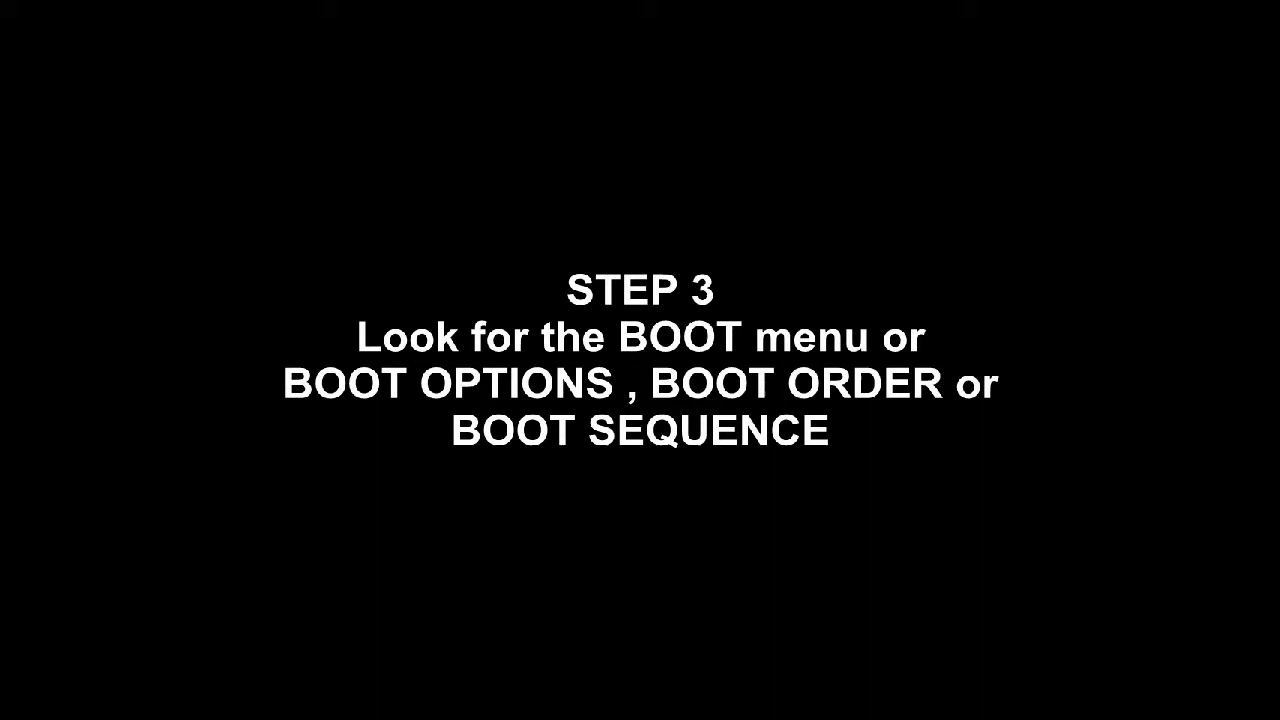 STEP 3
Look for the BOOT menu or
BOOT OPTIONS , BOOT ORDER or
BOOT SEQUENCE